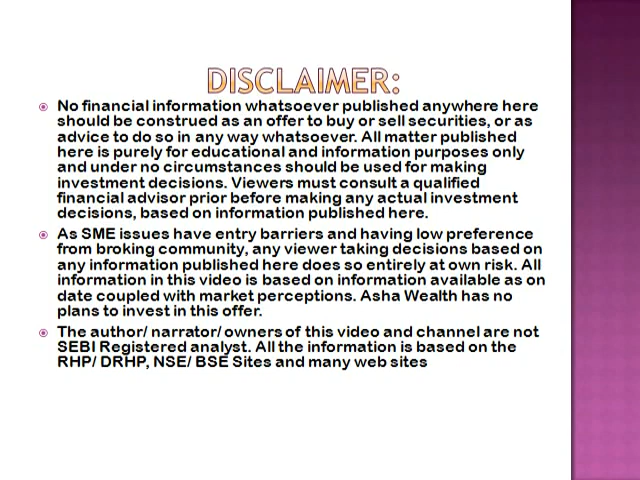 DISCLAIMER:
No financial information whatsoever published anywhere here
should be construed as an offer to buy or sell securities, or as
advice to do so in any way whatsoever. All matter published
here is purely for educational and information purposes only
and under no circumstances should be used for making
investment decisions. Viewers must consult a qualified
financial advisor prior before making any actual investment
decisions, based on information published here.
As SME issues have entry barriers and having low preference
from broking community, any viewer taking decisions based on
any information published here does so entirely at own risk. All
information in this video is based on information available as on
date coupled with market perceptions. Asha Wealth has no
plans to invest in this offer.
The author/ narrator/ owners of this video and channel are not
SEBI Registered analyst. All the information is based on the
RHP/ DRHP, NSE/ BSE Sites and many web sites